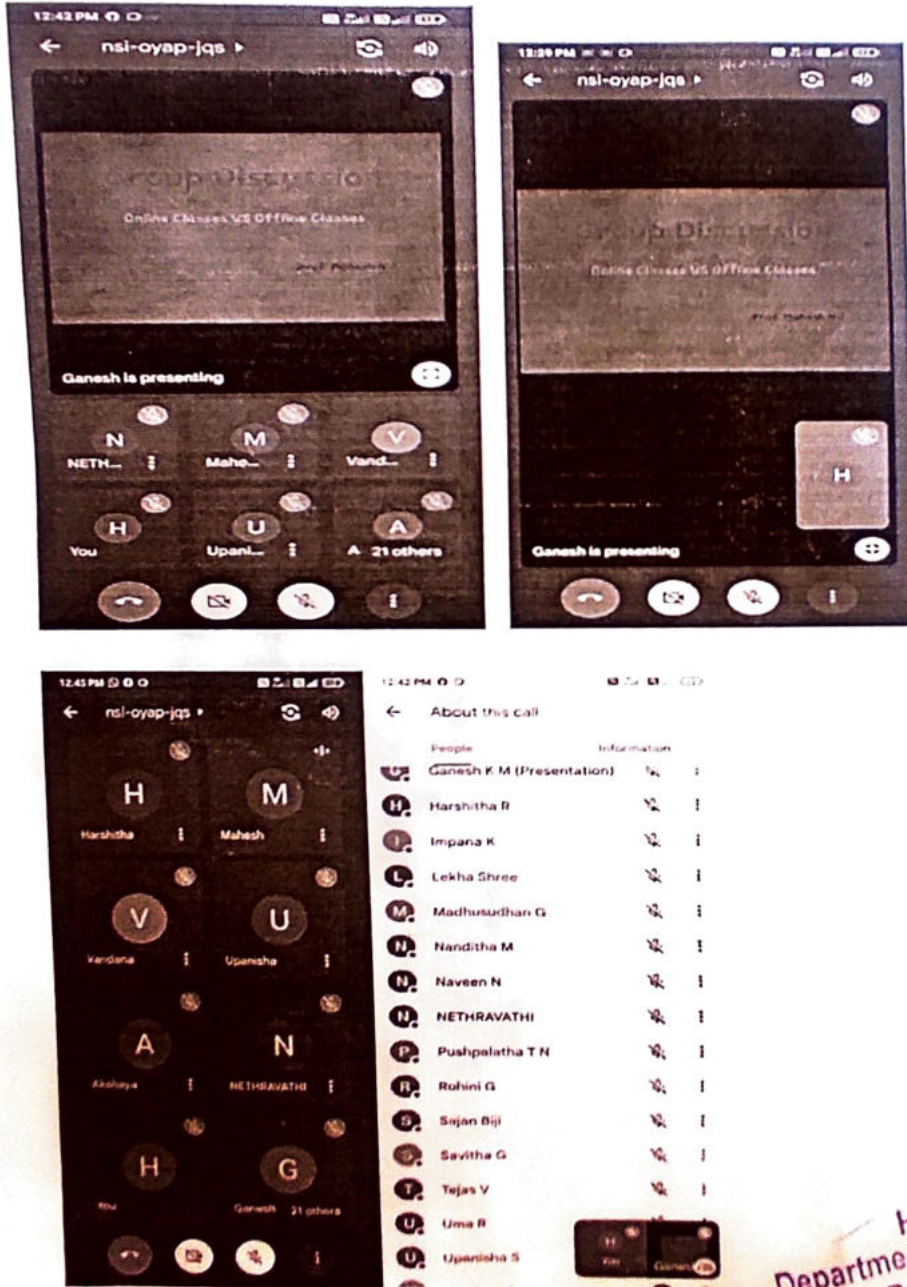 12:42 PM
nsi-oyap-jqs
Group Discussion
Online Classes VS Offline Classes
Ganesh is presenting
NETH...
Mahe...
Vand...
You
Upani...
A 21 others
12:39 PM
nsi-oyap-jqs
Group Discussion
Online Classes VS Offline Classes
Ganesh is presenting
H
12:45 PM
nsi-oyap-jqs
H
M
Harshitha
Mahesh
V
U
Vandana
Upanisha
A
N
Akshaya
NETHRAVATHI
H
G
You
Ganesh 21 others
12:42 PM
About this call
People Information
Ganesh K M (Presentation)
Harshitha R
Impana K
Lekha Shree
Madhusudhan G
Nanditha M
Naveen N
NETHRAVATHI
Pushpalatha T N
Rohini G
Sajan Biji
Savitha G
Tejas V
Uma R
Upanisha S
Departme